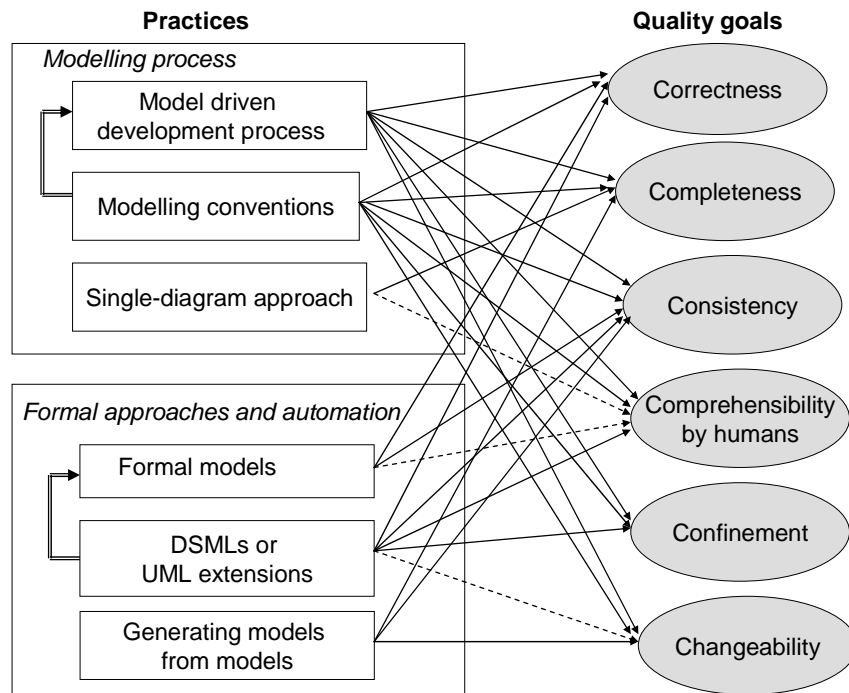 Practices
Quality goals
Modelling process
Model driven
development process
Modelling conventions
Single-diagram approach
Formal approaches and automation
Formal models
DSMLs or
UML extensions
Generating models
from models
Correctness
Completeness
Consistency
Comprehensibility
by humans
Confinement
Changeability